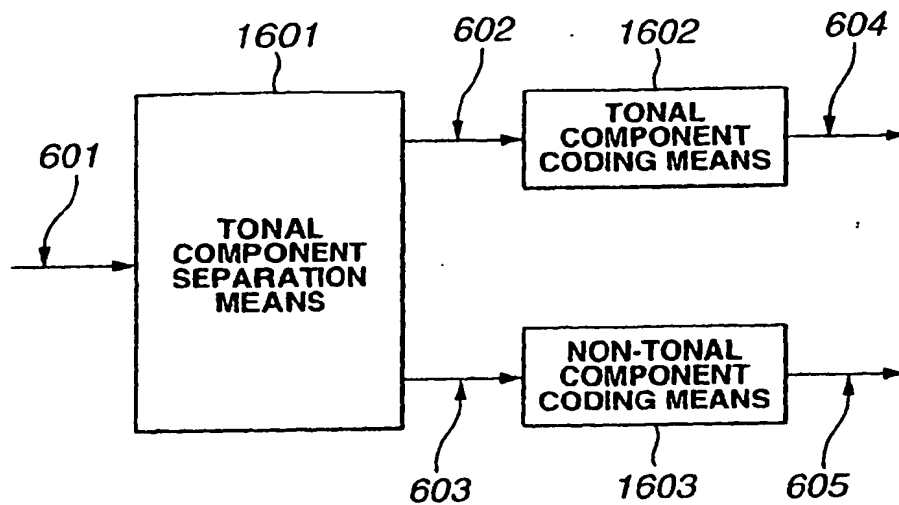 1601
602
1602
604
601
TONAL
COMPONENT
CODING MEANS
TONAL
COMPONENT
SEPARATION
MEANS
NON-TONAL
COMPONENT
CODING MEANS
603
1603
605